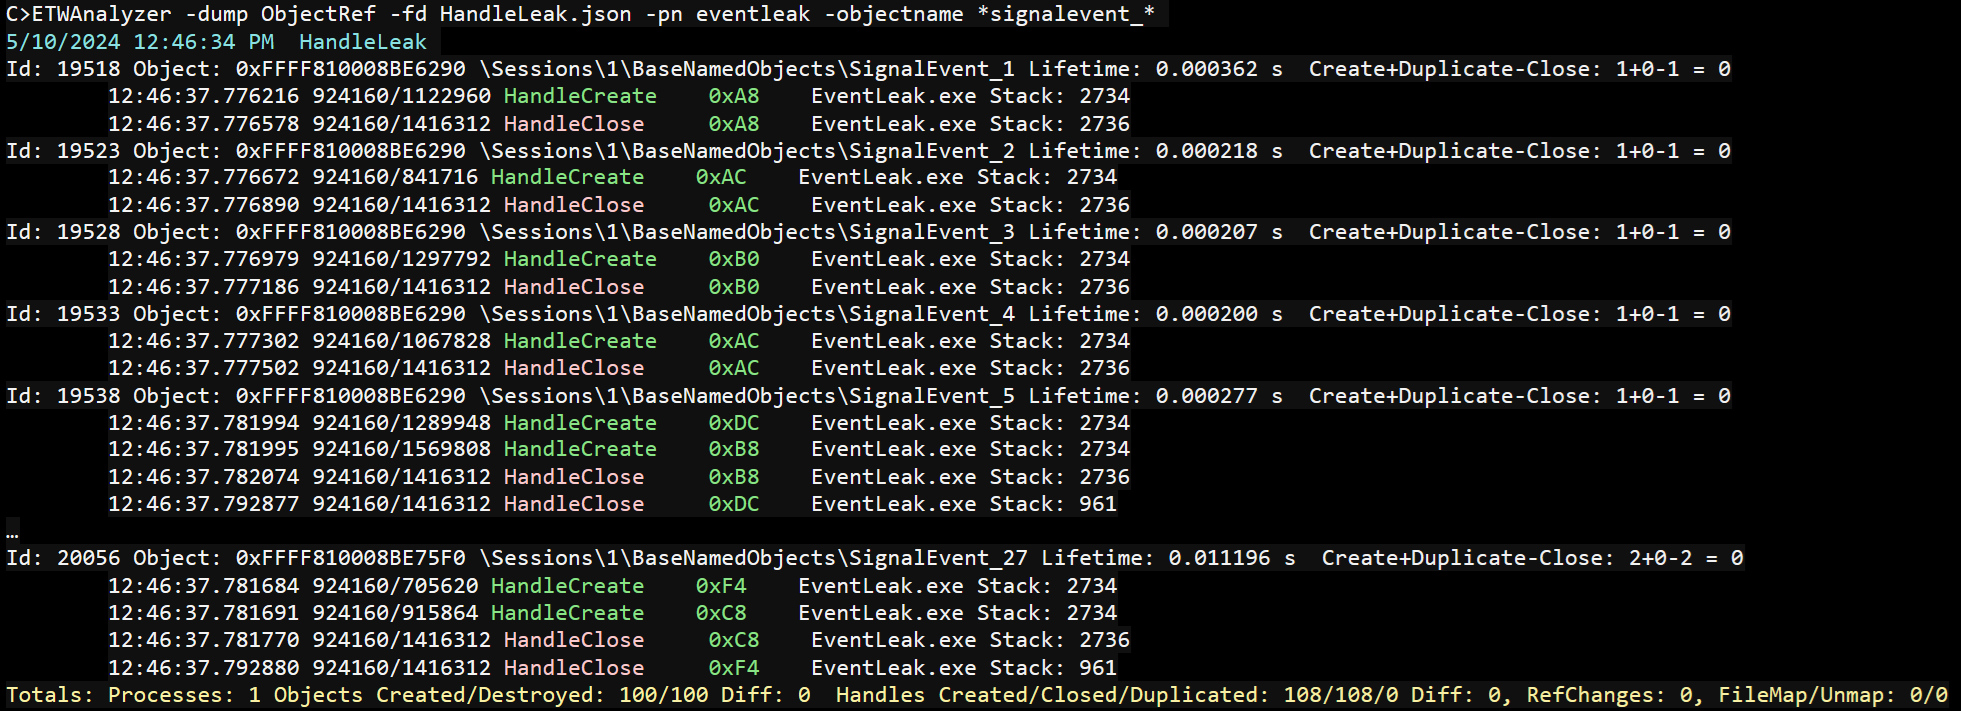 C>ETWAnalyzer -dump ObjectRef -fd HandleLeak.json -pn eventleak -objectname *signalevent_*
5/10/2024 12:46:34 PM  HandleLeak
Id: 19518 Object: 0xFFFF810008BE6290 \Sessions\1\BaseNamedObjects\SignalEvent_1 Lifetime: 0.000362 s  Create+Duplicate-Close: 1+0-1 = 0
        12:46:37.776216 924160/1122960 HandleCreate    0xA8    EventLeak.exe Stack: 2734
        12:46:37.776578 924160/1416312 HandleClose     0xA8    EventLeak.exe Stack: 2736
Id: 19523 Object: 0xFFFF810008BE6290 \Sessions\1\BaseNamedObjects\SignalEvent_2 Lifetime: 0.000218 s  Create+Duplicate-Close: 1+0-1 = 0
        12:46:37.776672 924160/841716 HandleCreate    0xAC    EventLeak.exe Stack: 2734
        12:46:37.776890 924160/1416312 HandleClose     0xAC    EventLeak.exe Stack: 2736
Id: 19528 Object: 0xFFFF810008BE6290 \Sessions\1\BaseNamedObjects\SignalEvent_3 Lifetime: 0.000207 s  Create+Duplicate-Close: 1+0-1 = 0
        12:46:37.776979 924160/1297792 HandleCreate    0xB0    EventLeak.exe Stack: 2734
        12:46:37.777186 924160/1416312 HandleClose     0xB0    EventLeak.exe Stack: 2736
Id: 19533 Object: 0xFFFF810008BE6290 \Sessions\1\BaseNamedObjects\SignalEvent_4 Lifetime: 0.000200 s  Create+Duplicate-Close: 1+0-1 = 0
        12:46:37.777302 924160/1067828 HandleCreate    0xAC    EventLeak.exe Stack: 2734
        12:46:37.777502 924160/1416312 HandleClose     0xAC    EventLeak.exe Stack: 2736
Id: 19538 Object: 0xFFFF810008BE6290 \Sessions\1\BaseNamedObjects\SignalEvent_5 Lifetime: 0.000277 s  Create+Duplicate-Close: 1+0-1 = 0
        12:46:37.781994 924160/1289948 HandleCreate    0xDC    EventLeak.exe Stack: 2734
        12:46:37.781995 924160/1569808 HandleCreate    0xB8    EventLeak.exe Stack: 2734
        12:46:37.782074 924160/1416312 HandleClose     0xB8    EventLeak.exe Stack: 2736
        12:46:37.792877 924160/1416312 HandleClose     0xDC    EventLeak.exe Stack: 961
…
Id: 20056 Object: 0xFFFF810008BE75F0 \Sessions\1\BaseNamedObjects\SignalEvent_27 Lifetime: 0.011196 s  Create+Duplicate-Close: 2+0-2 = 0
        12:46:37.781684 924160/705620 HandleCreate    0xF4    EventLeak.exe Stack: 2734
        12:46:37.781691 924160/915864 HandleCreate    0xC8    EventLeak.exe Stack: 2734
        12:46:37.781770 924160/1416312 HandleClose     0xC8    EventLeak.exe Stack: 2736
        12:46:37.792880 924160/1416312 HandleClose     0xF4    EventLeak.exe Stack: 961
Totals: Processes: 1 Objects Created/Destroyed: 100/100 Diff: 0  Handles Created/Closed/Duplicated: 108/108/0 Diff: 0, RefChanges: 0, FileMap/Unmap: 0/0